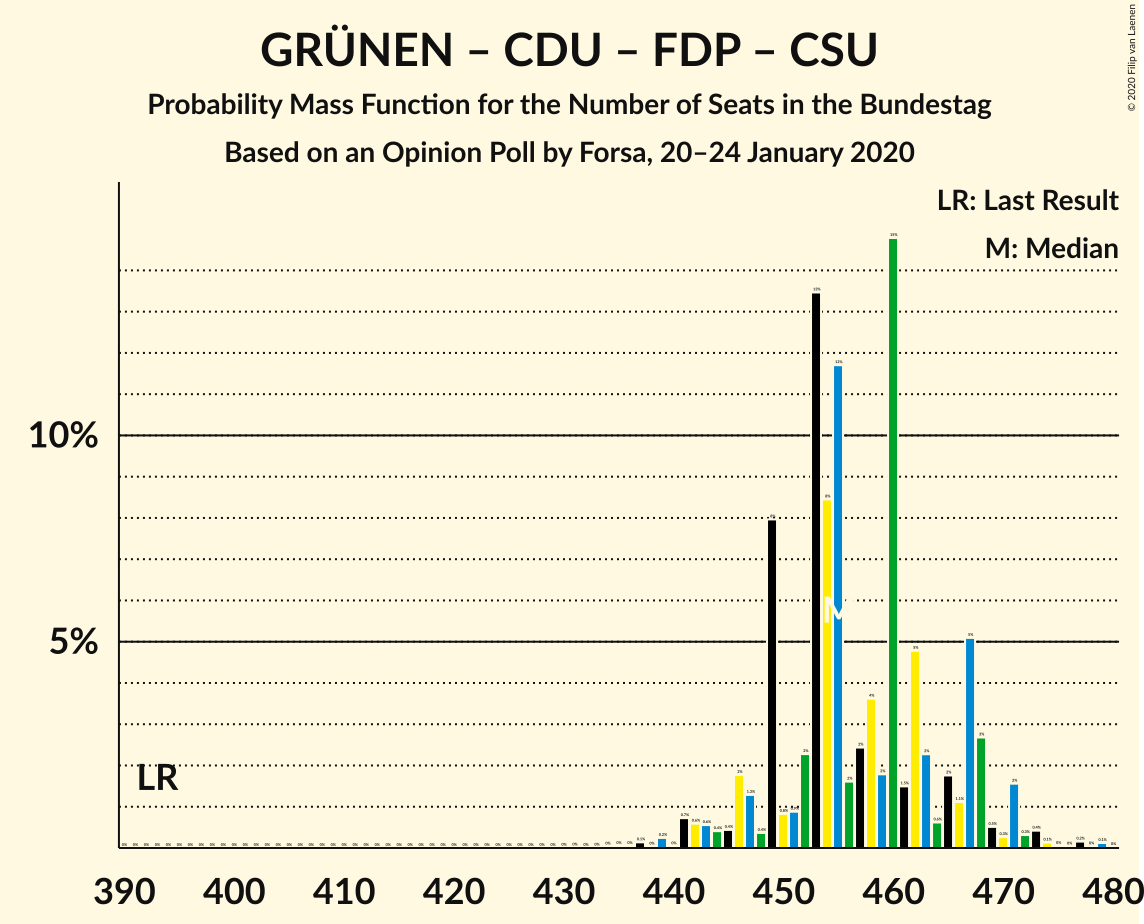 GRÜNEN – CDU – FDP – CSU
Probability Mass Function for the Number of Seats in the Bundestag
Based on an Opinion Poll by Forsa, 20–24 January 2020
© 2020 Filip van Laenen
LR: Last Result
M: Median
10%
5%
LR
M
390 400 410 420 430 440 450 460 470 480